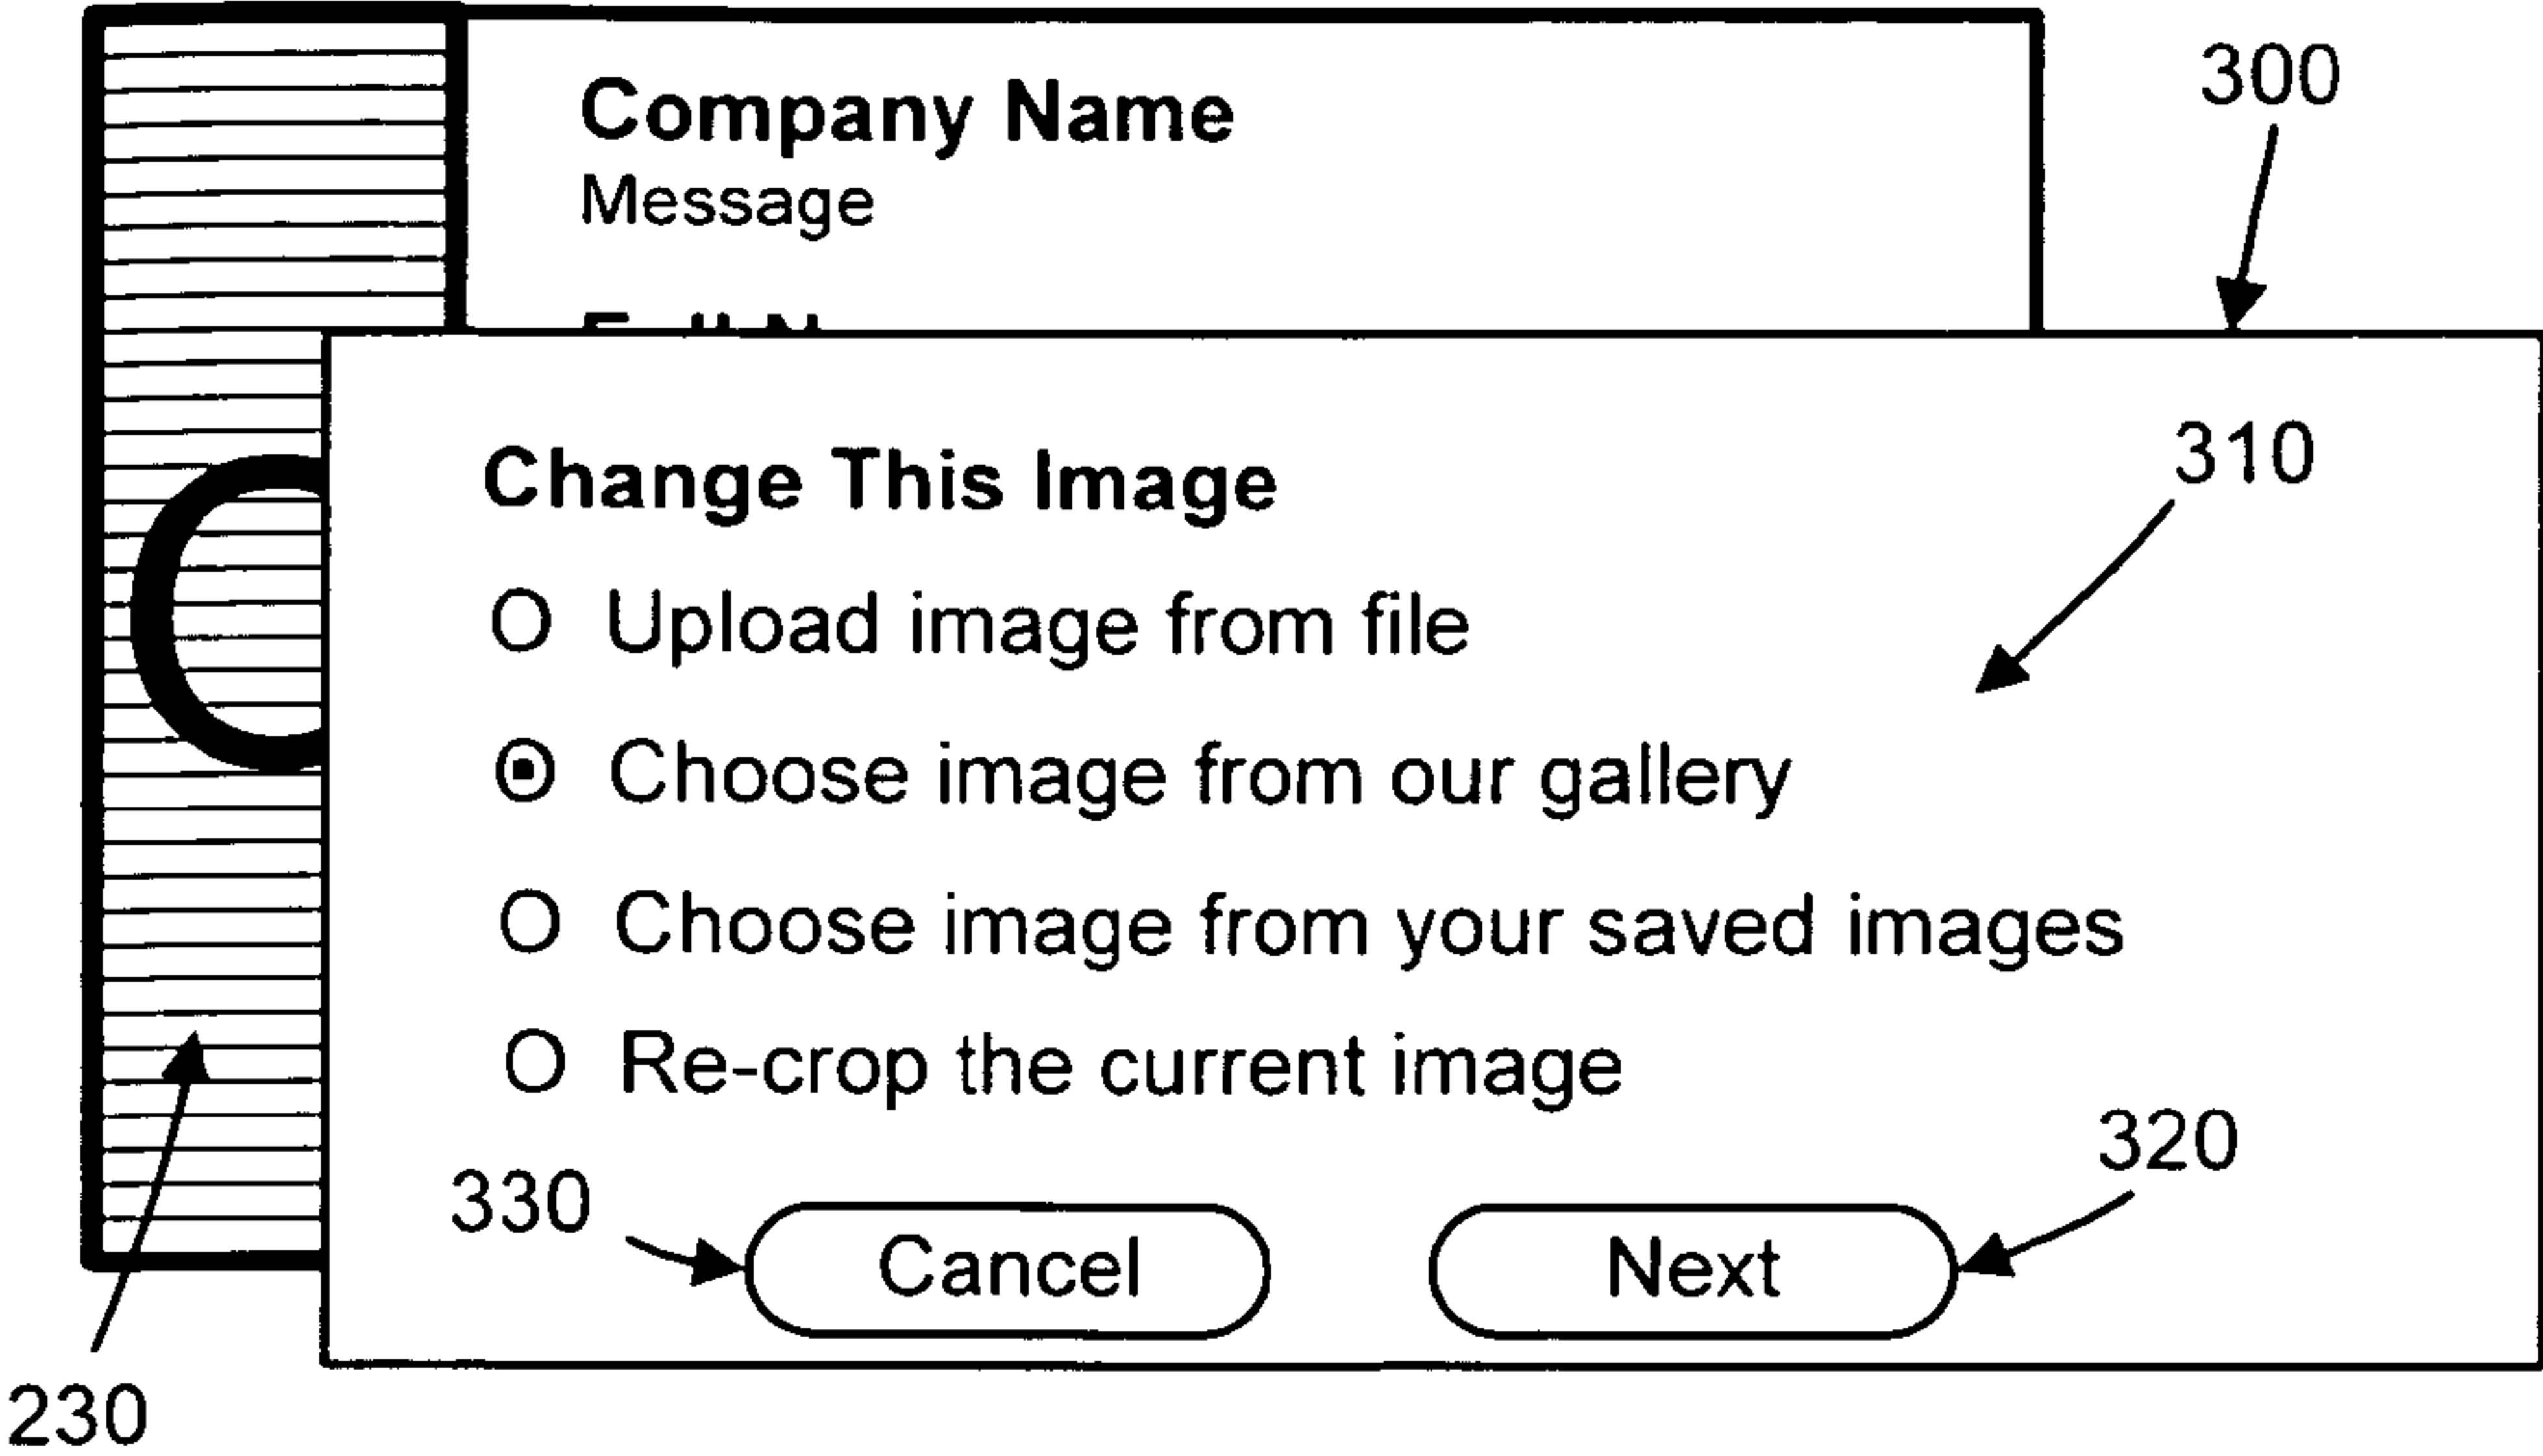 Company Name
300
Message
Change This Image
310
Upload image from file
Choose image from our gallery
Choose image from your saved images
Re-crop the current image
320
330
Cancel
Next
230